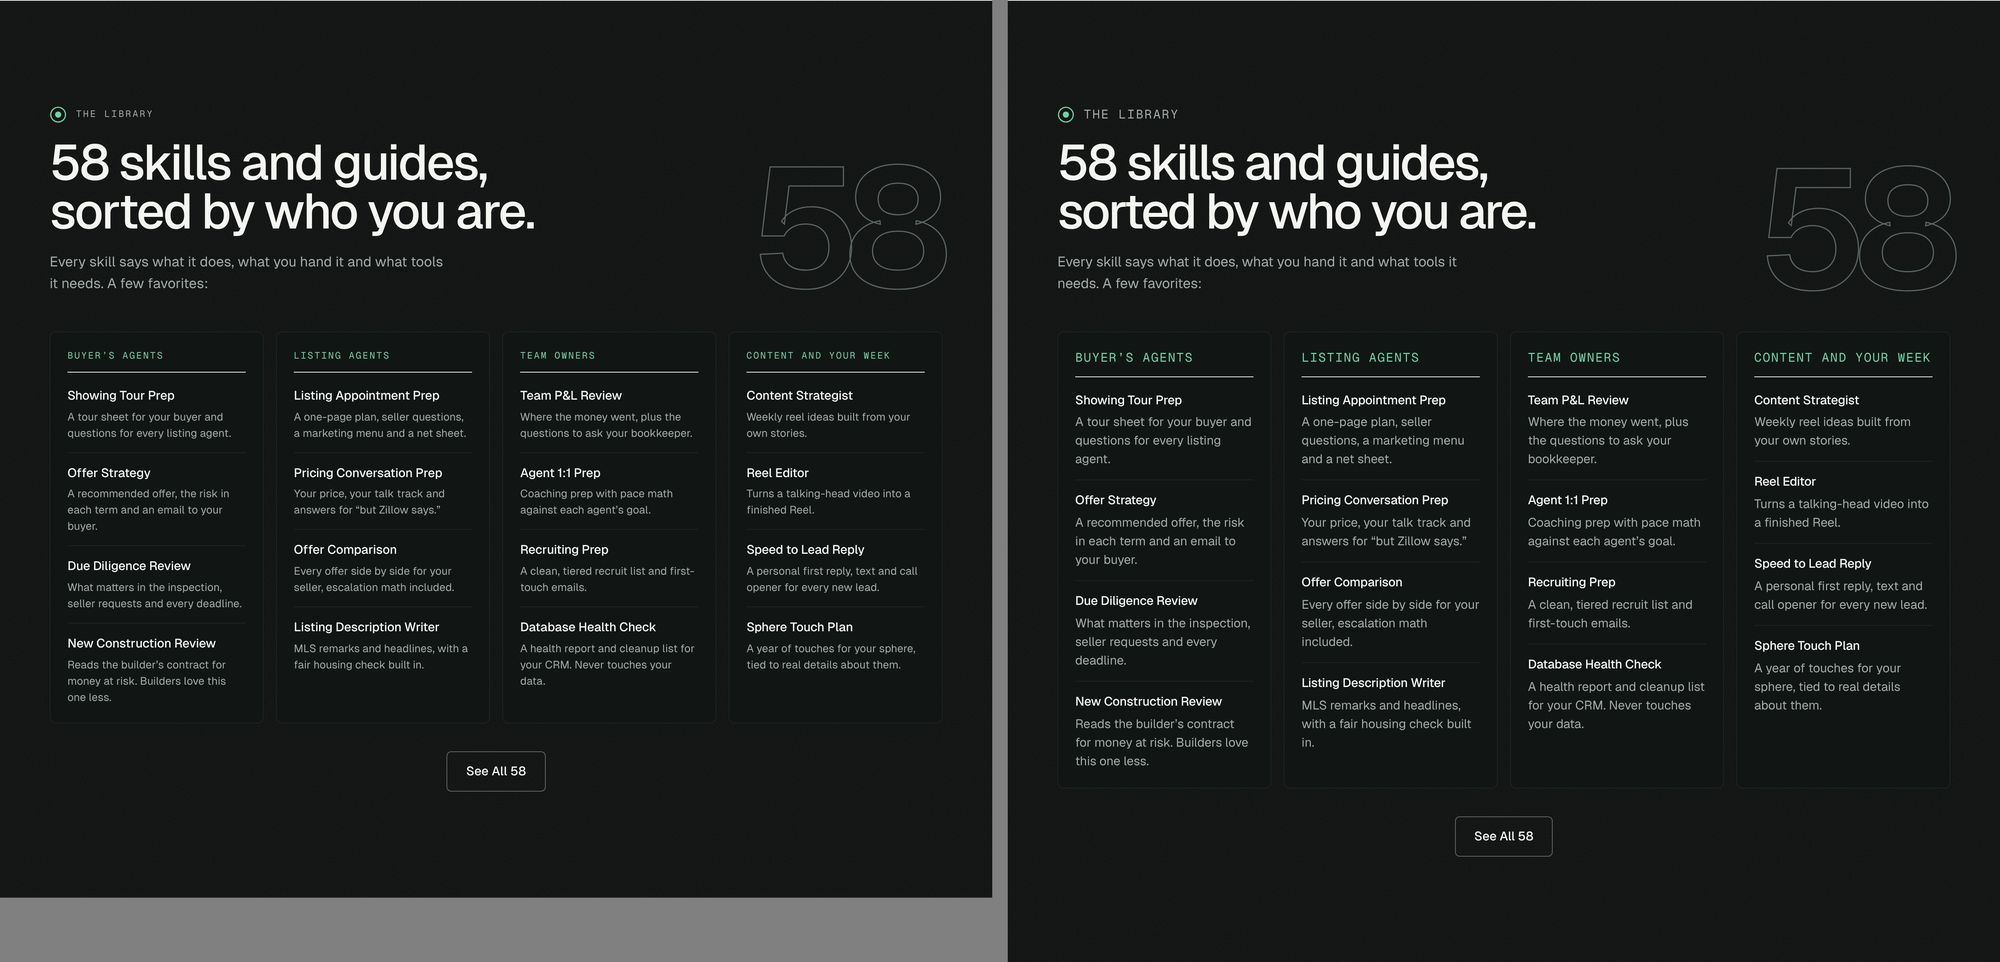 THE LIBRARY
58 skills and guides,
sorted by who you are.
Every skill says what it does, what you hand it and what tools
it needs. A few favorites:
58
BUYER'S AGENTS
Showing Tour Prep
A tour sheet for your buyer and
questions for every listing agent.
Offer Strategy
A recommended offer, the risk in
each term and an email to your
buyer.
Due Diligence Review
What matters in the inspection,
seller requests and every deadline.
New Construction Review
Reads the builder's contract for
money at risk. Builders love this
one less.
LISTING AGENTS
Listing Appointment Prep
A one-page plan, seller questions,
a marketing menu and a net sheet.
Pricing Conversation Prep
Your price, your talk track and
answers for “but Zillow says.”
Offer Comparison
Every offer side by side for your
seller, escalation math included.
Listing Description Writer
MLS remarks and headlines, with a
fair housing check built in.
TEAM OWNERS
Team P&L Review
Where the money went, plus the
questions to ask your bookkeeper.
Agent 1:1 Prep
Coaching prep with pace math
against each agent's goal.
Recruiting Prep
A clean, tiered recruit list and first-
touch emails.
Database Health Check
A health report and cleanup list for
your CRM. Never touches your
data.
CONTENT AND YOUR WEEK
Content Strategist
Weekly reel ideas built from your
own stories.
Reel Editor
Turns a talking-head video into a
finished Reel.
Speed to Lead Reply
A personal first reply, text and call
opener for every new lead.
Sphere Touch Plan
A year of touches for your sphere,
tied to real details about them.
See All 58
THE LIBRARY
58 skills and guides,
sorted by who you are.
Every skill says what it does, what you hand it and what tools it
needs. A few favorites:
58
BUYER'S AGENTS
Showing Tour Prep
A tour sheet for your buyer and
questions for every listing
agent.
Offer Strategy
A recommended offer, the risk
in each term and an email to
your buyer.
Due Diligence Review
What matters in the inspection,
seller requests and every
deadline.
New Construction Review
Reads the builder's contract
for money at risk. Builders love
this one less.
LISTING AGENTS
Listing Appointment Prep
A one-page plan, seller
questions, a marketing menu
and a net sheet.
Pricing Conversation Prep
Your price, your talk track and
answers for “but Zillow says.”
Offer Comparison
Every offer side by side for your
seller, escalation math
included.
Listing Description Writer
MLS remarks and headlines,
with a fair housing check built
in.
TEAM OWNERS
Team P&L Review
Where the money went, plus
the questions to ask your
bookkeeper.
Agent 1:1 Prep
Coaching prep with pace math
against each agent's goal.
Recruiting Prep
A clean, tiered recruit list and
first-touch emails.
Database Health Check
A health report and cleanup list
for your CRM. Never touches
your data.
CONTENT AND YOUR WEEK
Content Strategist
Weekly reel ideas built from
your own stories.
Reel Editor
Turns a talking-head video into
a finished Reel.
Speed to Lead Reply
A personal first reply, text and
call opener for every new lead.
Sphere Touch Plan
A year of touches for your
sphere, tied to real details
about them.
See All 58